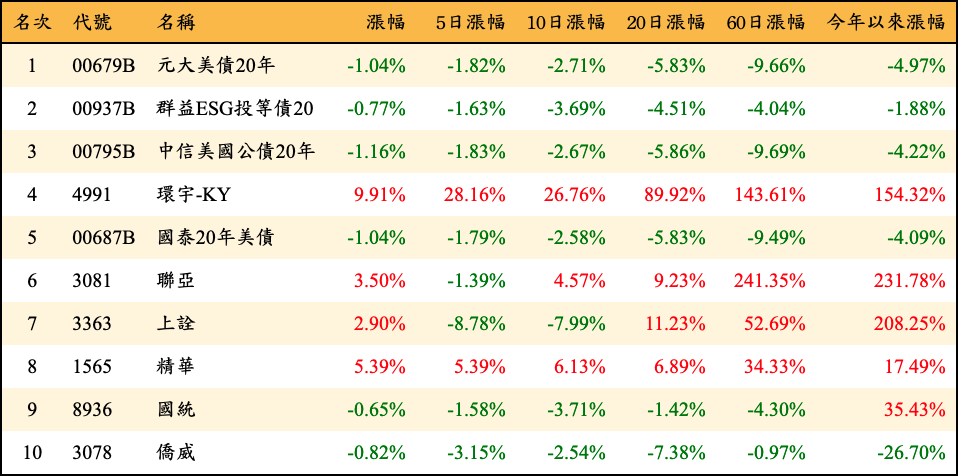 名次 代號 名稱 漲幅 5日漲幅 10日漲幅 20日漲幅 60日漲幅 今年以來漲幅
1 00679B 元大美債20年 -1.04% -1.82% -2.71% -5.83% -9.66% -4.97%
2 00937B 群益ESG投等債20 -0.77% -1.63% -3.69% -4.51% -4.04% -1.88%
3 00795B 中信美國公債20年 -1.16% -1.83% -2.67% -5.86% -9.69% -4.22%
4 4991 環宇-KY 9.91% 28.16% 26.76% 89.92% 143.61% 154.32%
5 00687B 國泰20年美債 -1.04% -1.79% -2.58% -5.83% -9.49% -4.09%
6 3081 聯亞 3.50% -1.39% 4.57% 9.23% 241.35% 231.78%
7 3363 上詮 2.90% -8.78% -7.99% 11.23% 52.69% 208.25%
8 1565 精華 5.39% 5.39% 6.13% 6.89% 34.33% 17.49%
9 8936 國統 -0.65% -1.58% -3.71% -1.42% -4.30% 35.43%
10 3078 僑威 -0.82% -3.15% -2.54% -7.38% -0.97% -26.70%